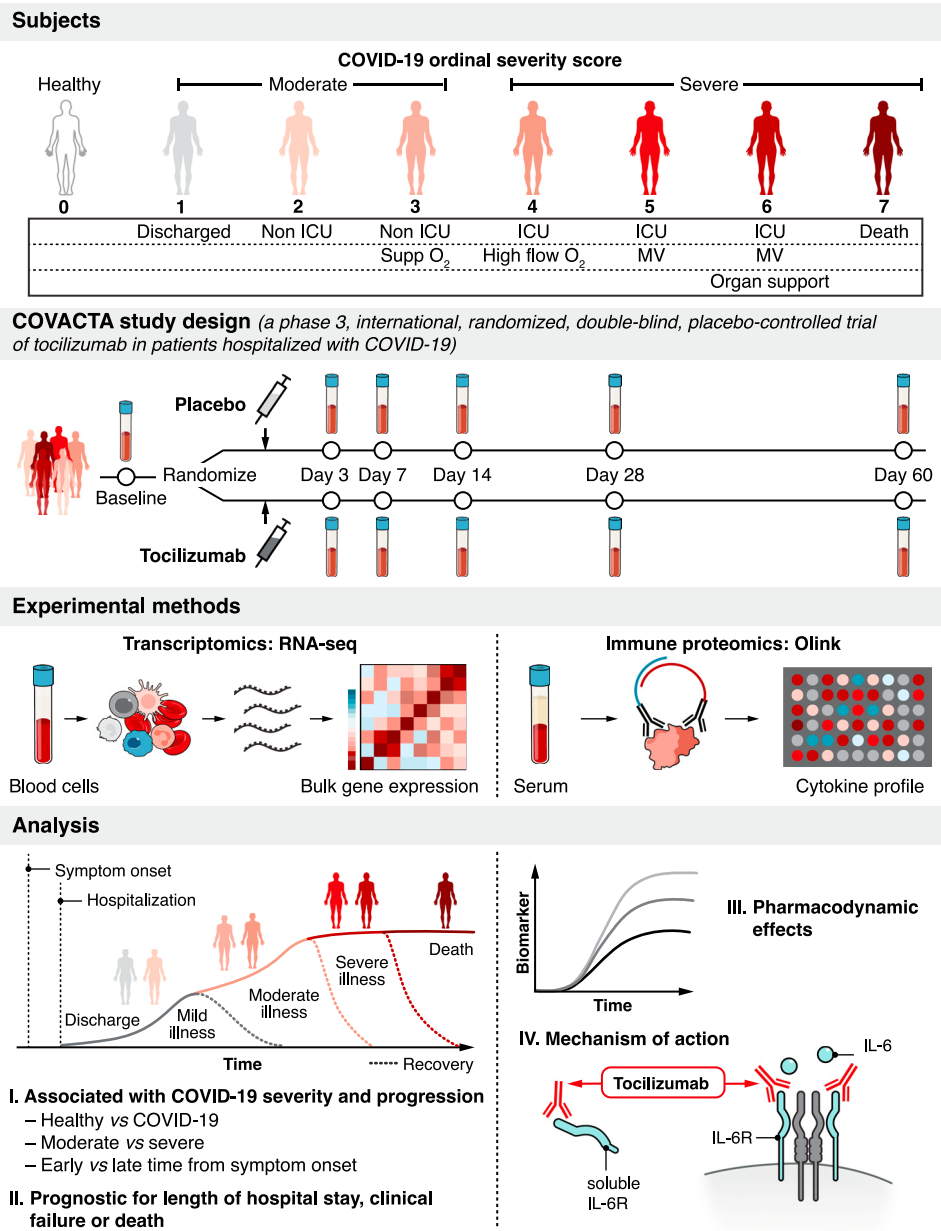 Subjects
COVID-19 ordinal severity score
Healthy
Moderate
Severe
0 1 2 3 4 5 6 7
Discharged Non ICU Non ICU ICU ICU ICU Death
Supp O2 High flow O2 MV MV
Organ support
COVACTA study design (a phase 3, international, randomized, double-blind, placebo-controlled trial
of tocilizumab in patients hospitalized with COVID-19)
Placebo
Baseline
Randomize
Day 3 Day 7 Day 14 Day 28 Day 60
Tocilizumab
Experimental methods
Transcriptomics: RNA-seq
Blood cells
Bulk gene expression
Immune proteomics: Olink
Serum
Cytokine profile
Analysis
Symptom onset
Hospitalization
Discharge
Mild
illness
Moderate
illness
Severe
illness
Death
Time
Recovery
I. Associated with COVID-19 severity and progression
– Healthy vs COVID-19
– Moderate vs severe
– Early vs late time from symptom onset
II. Prognostic for length of hospital stay, clinical
failure or death
Biomarker
Time
III. Pharmacodynamic
effects
IV. Mechanism of action
IL-6
Tocilizumab
IL-6R
soluble
IL-6R